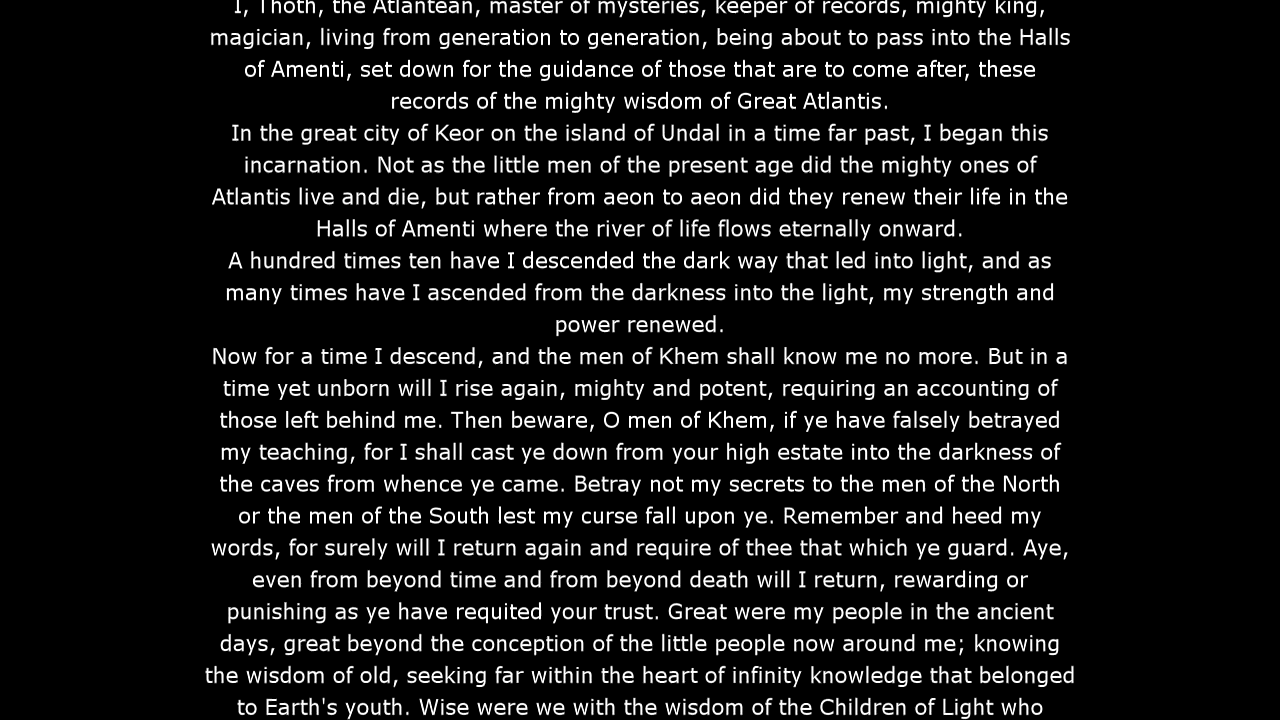 I, Thoth, the Atlantean, master of mysteries, keeper of records, mighty king,
magician, living from generation to generation, being about to pass into the Halls
of Amenti, set down for the guidance of those that are to come after, these
records of the mighty wisdom of Great Atlantis.
In the great city of Keor on the island of Undal in a time far past, I began this
incarnation. Not as the little men of the present age did the mighty ones of
Atlantis live and die, but rather from aeon to aeon did they renew their life in the
Halls of Amenti where the river of life flows eternally onward.
A hundred times ten have I descended the dark way that led into light, and as
many times have I ascended from the darkness into the light, my strength and
power renewed.
Now for a time I descend, and the men of Khem shall know me no more. But in a
time yet unborn will I rise again, mighty and potent, requiring an accounting of
those left behind me. Then beware, O men of Khem, if ye have falsely betrayed
my teaching, for I shall cast ye down from your high estate into the darkness of
the caves from whence ye came. Betray not my secrets to the men of the North
or the men of the South lest my curse fall upon ye. Remember and heed my
words, for surely will I return again and require of thee that which ye guard. Aye,
even from beyond time and from beyond death will I return, rewarding or
punishing as ye have requited your trust. Great were my people in the ancient
days, great beyond the conception of the little people now around me; knowing
the wisdom of old, seeking far within the heart of infinity knowledge that belonged
to Earth's youth. Wise were we with the wisdom of the Children of Light who